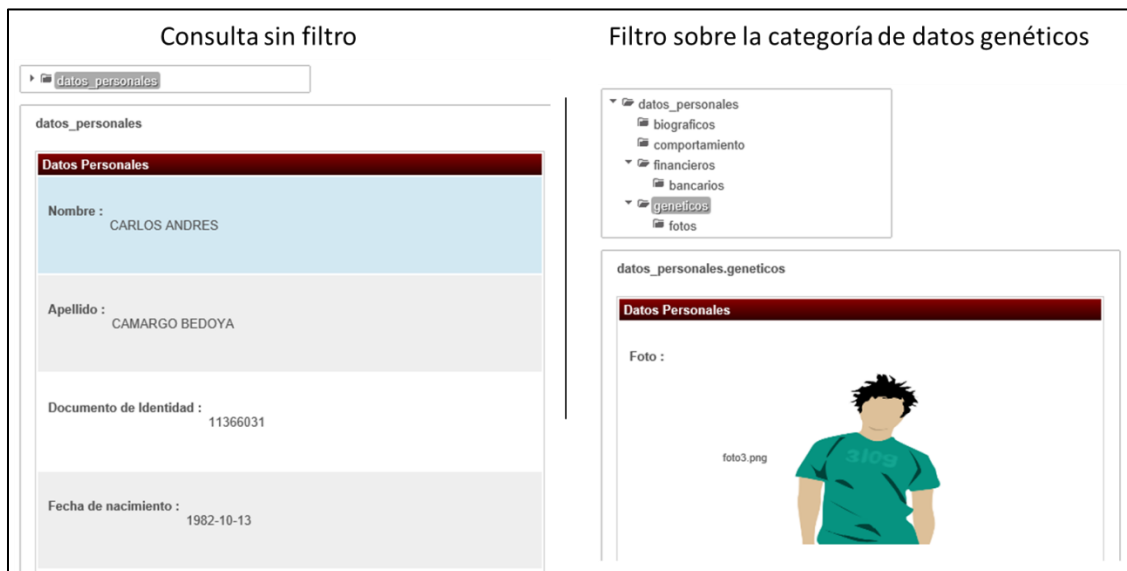 Consulta sin filtro
datos_personales
datos_personales
Datos Personales
Nombre :
CARLOS ANDRES
Apellido :
CAMARGO BEDOYA
Documento de Identidad :
11366031
Fecha de nacimiento :
1982-10-13
Filtro sobre la categoría de datos genéticos
datos_personales
biograficos
comportamiento
financieros
bancarios
geneticos
fotos
datos_personales.geneticos
Datos Personales
Foto :
foto3.png
3109